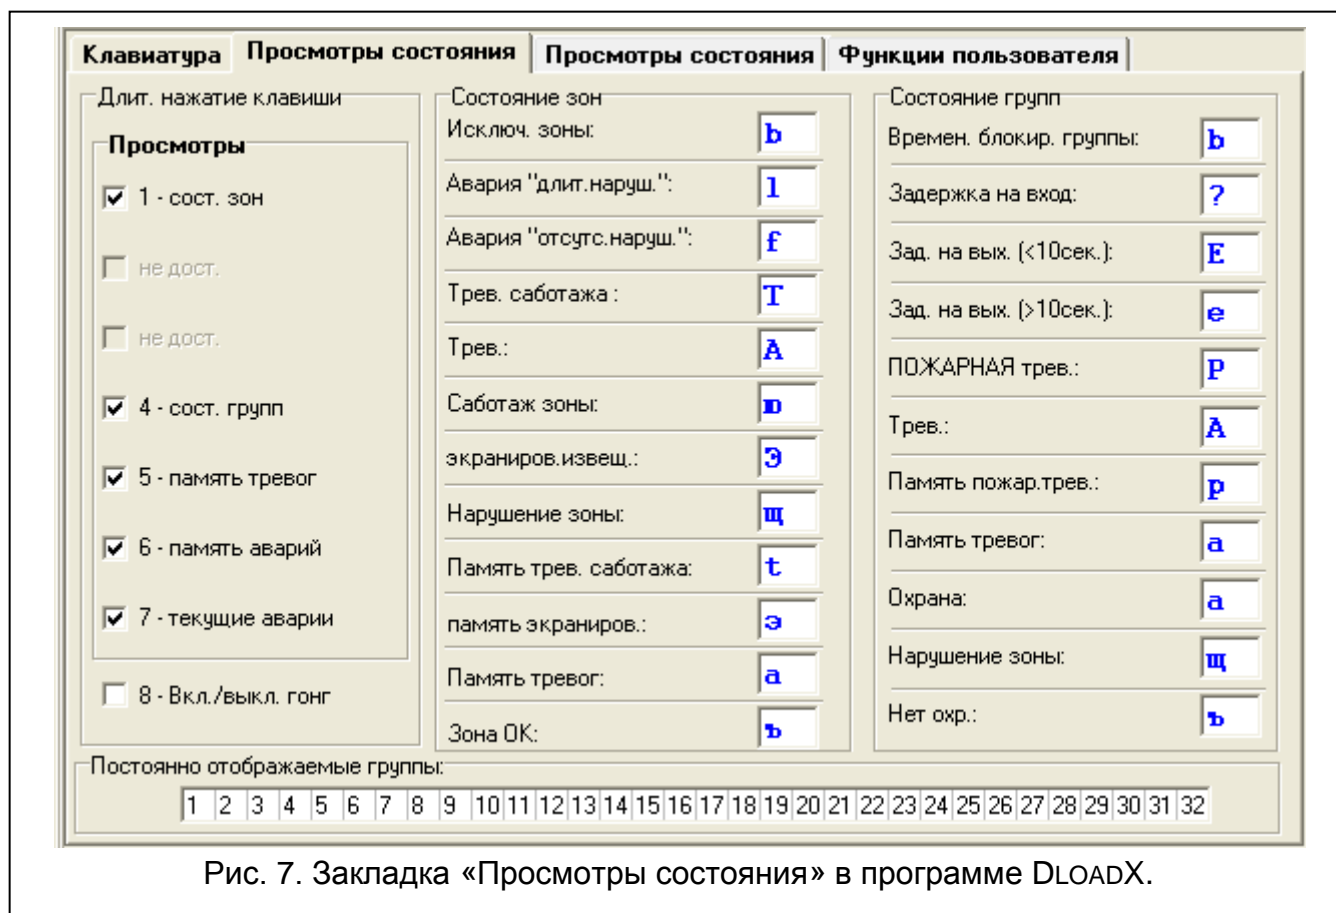 Клавиатура Просмотры состояния Просмотры состояния Функции пользователя
Длит. нажатие клавиши
Просмотры
1 - сост. зон
не дост.
не дост.
4 - сост. групп
5 - память тревог
6 - память аварий
7 - текущие аварии
8 - Вкл./выкл. гонг
Состояние зон
Исключ. зоны: b
Авария "длит.наруш.": l
Авария "отсутс.наруш.": f
Трев. саботажа : T
Трев.: A
Саботаж зоны: ю
экраниров.извещ.: Э
Нарушение зоны: щ
Память трев. саботажа: t
память экраниров.: э
Память тревог: a
Зона ОК: ъ
Состояние групп
Времен. блокир. группы: b
Задержка на вход: ?
Зад. на вых. (<10сек.): E
Зад. на вых. (>10сек.): e
ПОЖАРНАЯ трев.: P
Трев.: A
Память пожар.трев.: p
Память тревог: a
Охрана: a
Нарушение зоны: щ
Нет охр.: ъ
Постоянно отображаемые группы:
1 2 3 4 5 6 7 8 9 10 11 12 13 14 15 16 17 18 19 20 21 22 23 24 25 26 27 28 29 30 31 32
Рис. 7. Закладка «Просмотры состояния» в программе DLOADX.